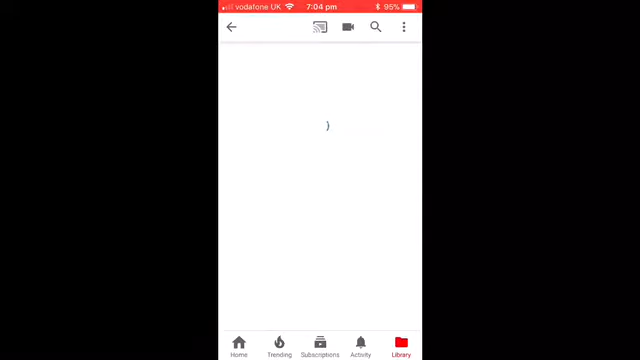 vodafone UK 7:04 pm 95%
Home Trending Subscriptions Activity Library